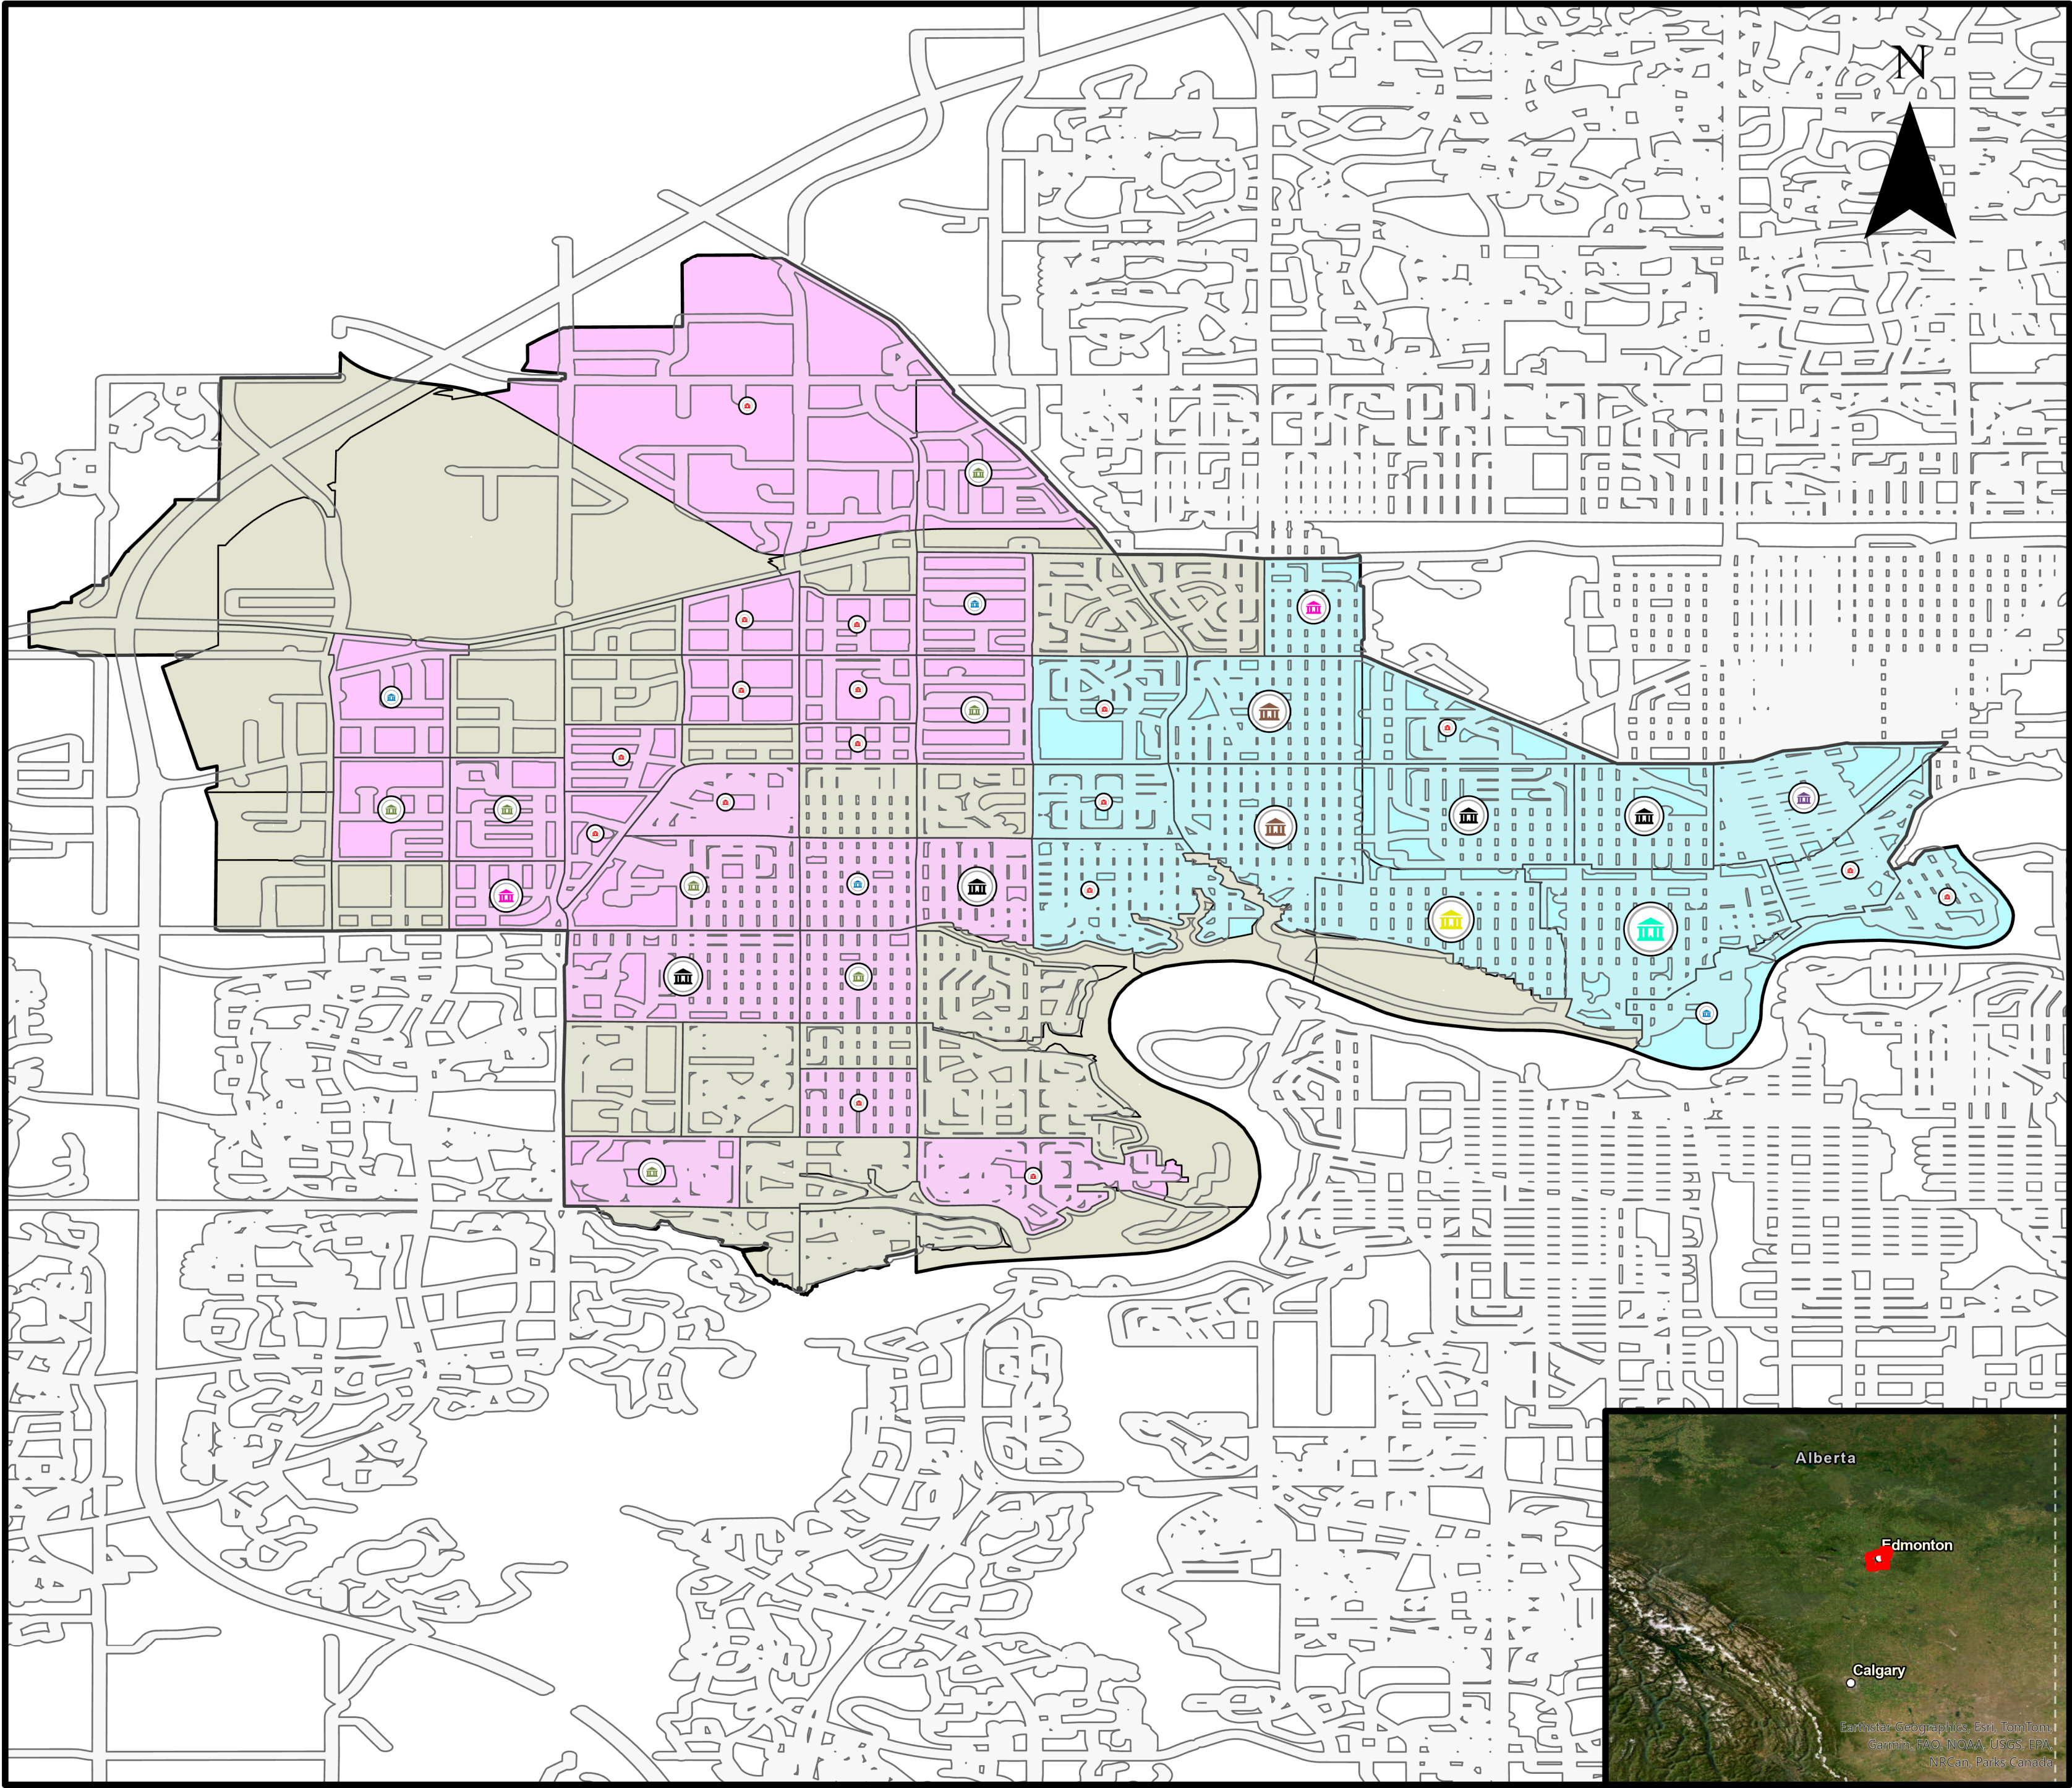 N
Alberta
Edmonton
Calgary
Earthstar Geographics, Esri, TomTom,
Garmin, FAO, NOAA, USGS, EPA,
NRCan, Parks Canada